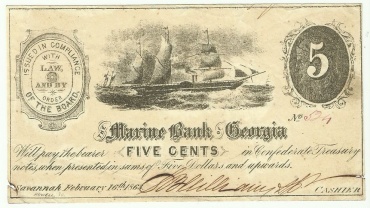 ISSUED IN COMPLIANCE
WITH
LAW,
AND BY
ORDER
OF THE BOARD.
5
No
Marine Bank of Georgia
Will pay the bearer FIVE CENTS in Confederate Treasury
notes, when presented in sums of Five Dollars and upwards.
Savannah February 16th 1863
CASHIER